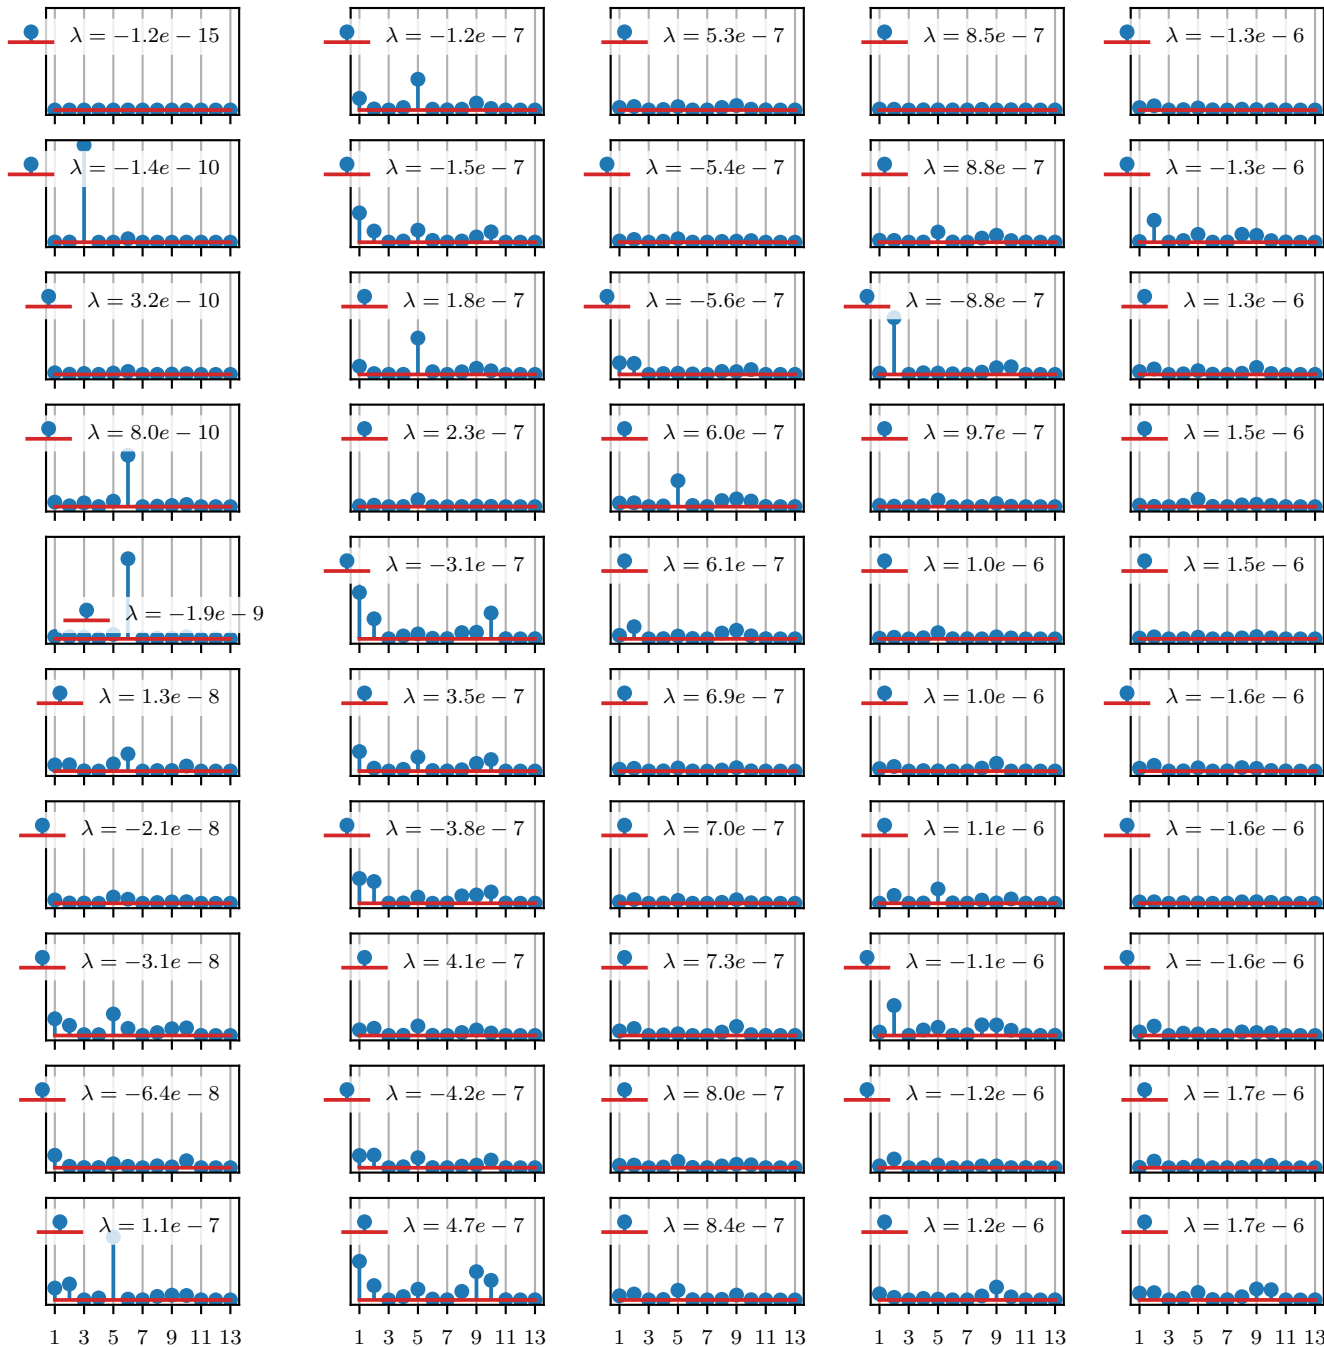 λ = −1.2e − 15
λ = −1.2e − 7
λ = 5.3e − 7
λ = 8.5e − 7
λ = −1.3e − 6
λ = −1.4e − 10
λ = −1.5e − 7
λ = −5.4e − 7
λ = 8.8e − 7
λ = −1.3e − 6
λ = 3.2e − 10
λ = 1.8e − 7
λ = −5.6e − 7
λ = −8.8e − 7
λ = 1.3e − 6
λ = 8.0e − 10
λ = 2.3e − 7
λ = 6.0e − 7
λ = 9.7e − 7
λ = 1.5e − 6
λ = −1.9e − 9
λ = −3.1e − 7
λ = 6.1e − 7
λ = 1.0e − 6
λ = 1.5e − 6
λ = 1.3e − 8
λ = 3.5e − 7
λ = 6.9e − 7
λ = 1.0e − 6
λ = −1.6e − 6
λ = −2.1e − 8
λ = −3.8e − 7
λ = 7.0e − 7
λ = 1.1e − 6
λ = −1.6e − 6
λ = −3.1e − 8
λ = 4.1e − 7
λ = 7.3e − 7
λ = −1.1e − 6
λ = −1.6e − 6
λ = −6.4e − 8
λ = −4.2e − 7
λ = 8.0e − 7
λ = −1.2e − 6
λ = 1.7e − 6
λ = 1.1e − 7
λ = 4.7e − 7
λ = 8.4e − 7
λ = 1.2e − 6
λ = 1.7e − 6
1 3 5 7 9 11 13
1 3 5 7 9 11 13
1 3 5 7 9 11 13
1 3 5 7 9 11 13
1 3 5 7 9 11 13